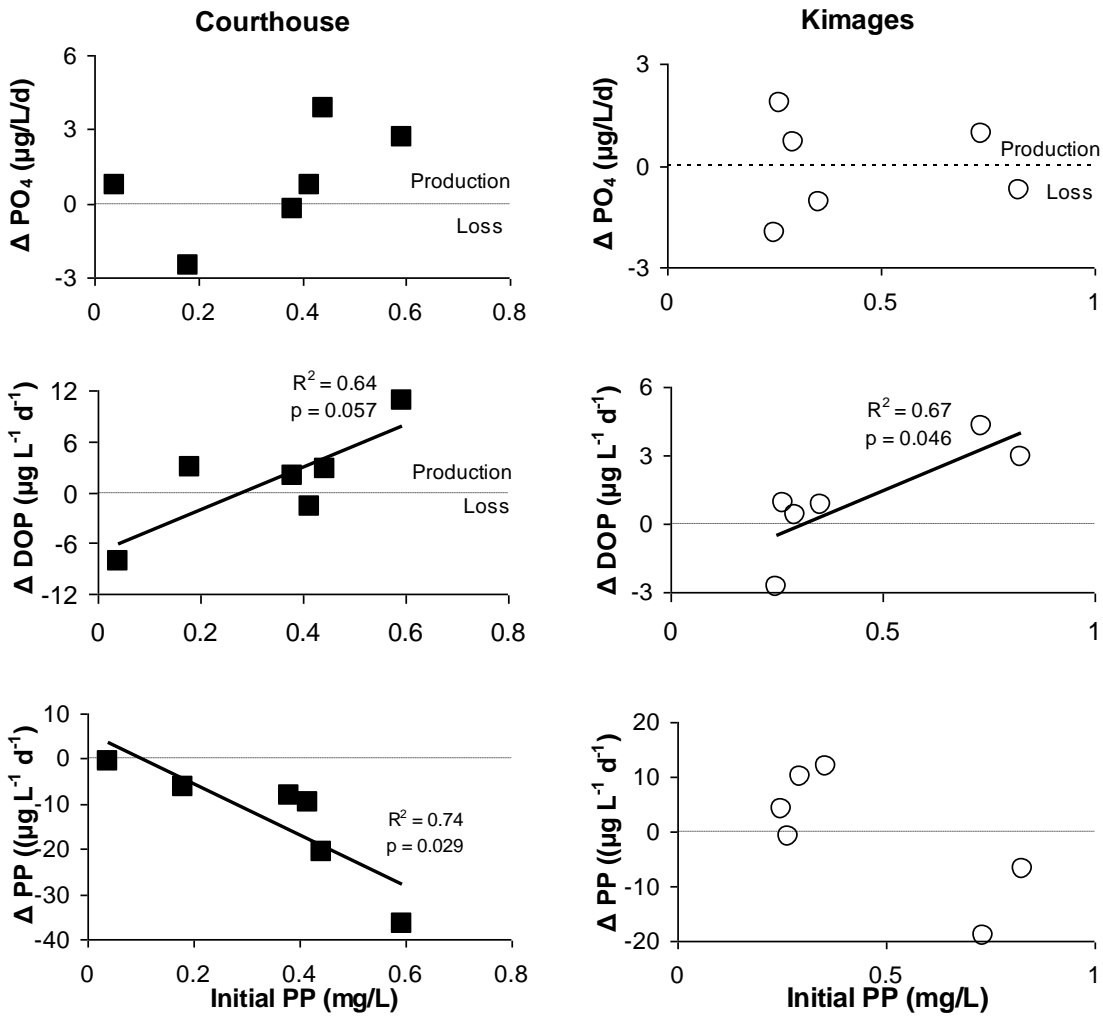 Courthouse
Kimages
Δ PO₄ (µg/L/d)
6
3
0
-3
Production
Loss
0 0.2 0.4 0.6 0.8
Δ PO₄ (µg/L/d)
3
0
-3
Production
Loss
0 0.5 1
Δ DOP (µg L⁻¹ d⁻¹)
12
6
0
-6
-12
R² = 0.64
p = 0.057
Production
Loss
0 0.2 0.4 0.6 0.8
Δ DOP (µg L⁻¹ d⁻¹)
6
3
0
-3
R² = 0.67
p = 0.046
0 0.5 1
Δ PP ((µg L⁻¹ d⁻¹)
10
0
-10
-20
-30
-40
R² = 0.74
p = 0.029
0 0.2 0.4 0.6 0.8
Initial PP (mg/L)
Δ PP ((µg L⁻¹ d⁻¹)
20
10
0
-10
-20
0 0.5 1
Initial PP (mg/L)